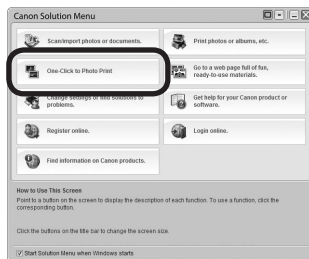 Canon Solution Menu
Scan/Import photos or documents.
Print photos or albums, etc.
One-Click to Photo Print
Go to a web page full of fun,
ready-to-use materials.
Change settings or find solutions to
problems.
Get help for your Canon product or
software.
Register online.
Login online.
Find information on Canon products.
How to Use This Screen
Point to a button on the screen to display the description of each function. To use a function, click the
corresponding button.
Click the buttons on the title bar to change the screen size.
Start Solution Menu when Windows starts